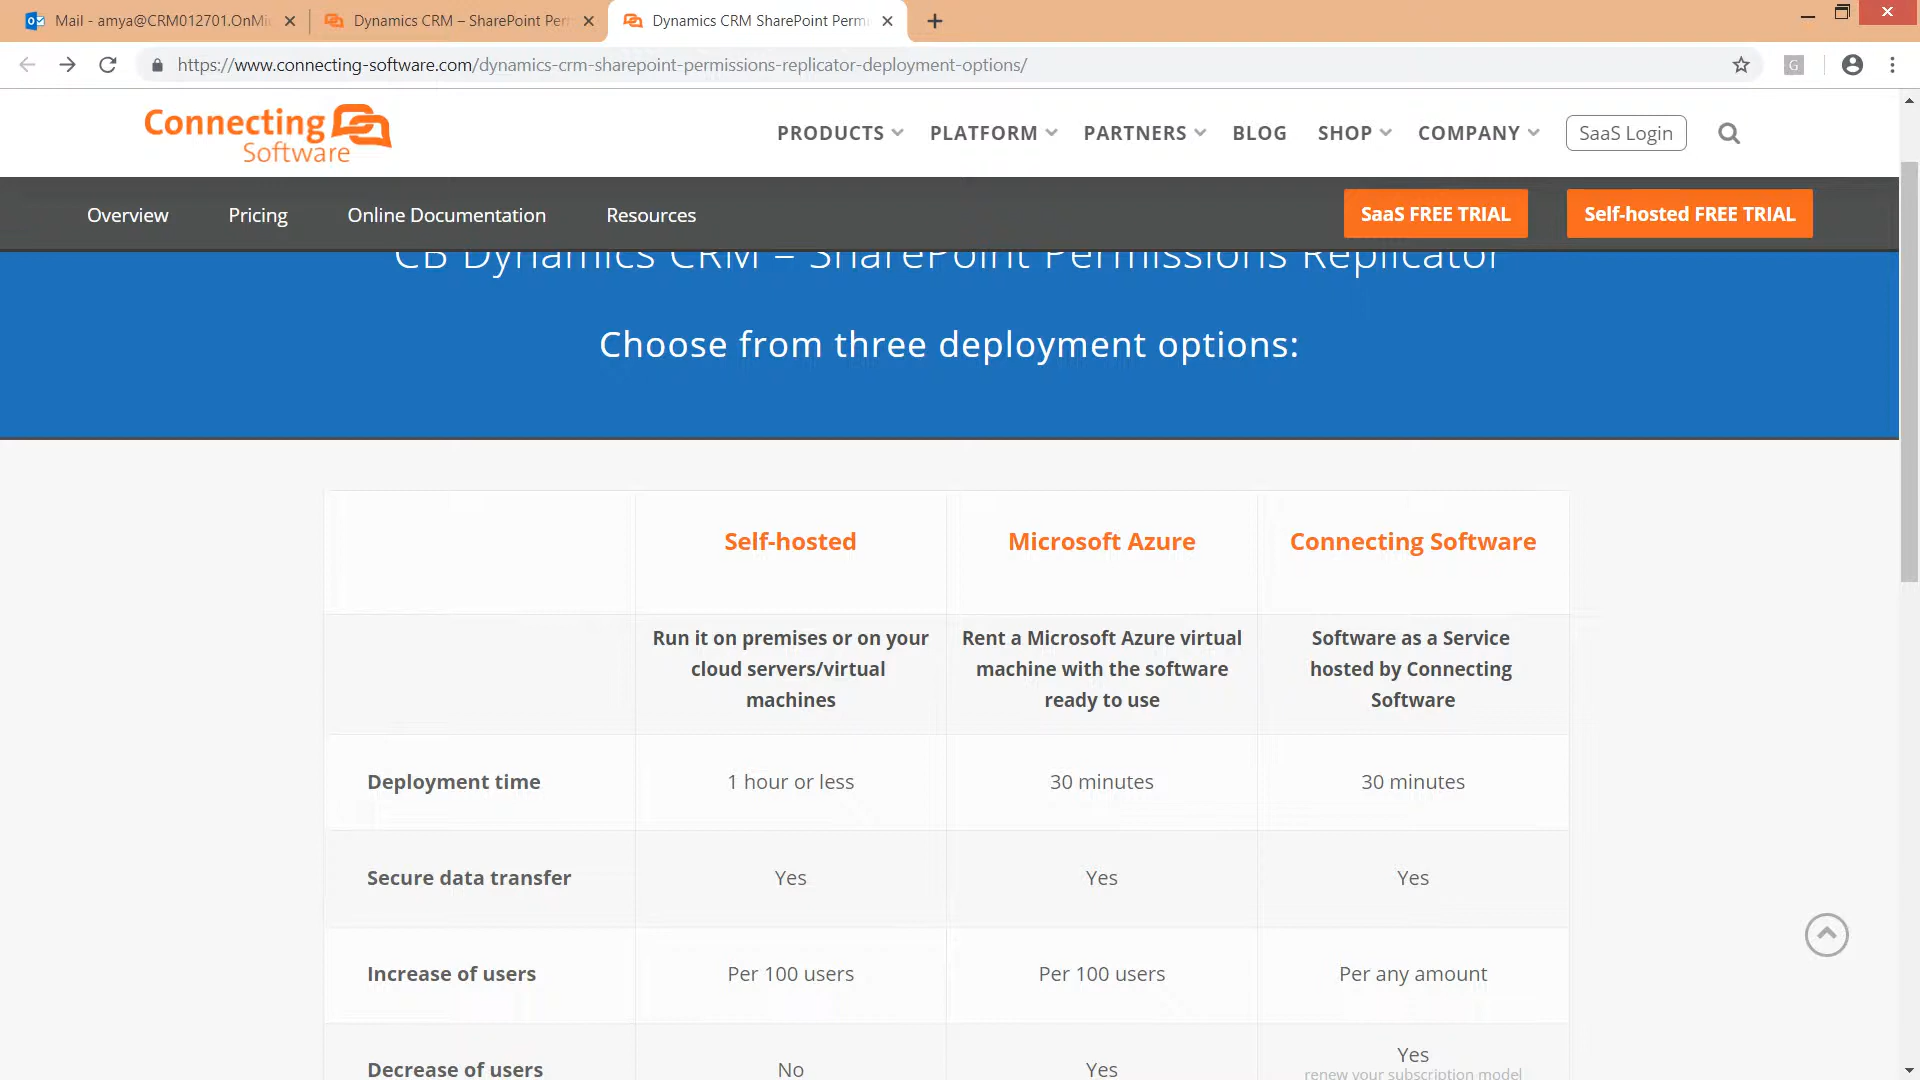 Mail - amya@CRM012701.OnMi
Dynamics CRM – SharePoint Per
Dynamics CRM SharePoint Perm
https://www.connecting-software.com/dynamics-crm-sharepoint-permissions-replicator-deployment-options/
G
Connecting
Software
PRODUCTS
PLATFORM
PARTNERS
BLOG
SHOP
COMPANY
SaaS Login
Overview
Pricing
Online Documentation
Resources
SaaS FREE TRIAL
Self-hosted FREE TRIAL
CB Dynamics CRM – SharePoint Permissions Replicator
Choose from three deployment options:
Self-hosted
Microsoft Azure
Connecting Software
Run it on premises or on your
cloud servers/virtual
machines
Rent a Microsoft Azure virtual
machine with the software
ready to use
Software as a Service
hosted by Connecting
Software
Deployment time
1 hour or less
30 minutes
30 minutes
Secure data transfer
Yes
Yes
Yes
Increase of users
Per 100 users
Per 100 users
Per any amount
Decrease of users
No
Yes
Yes
renew your subscription model